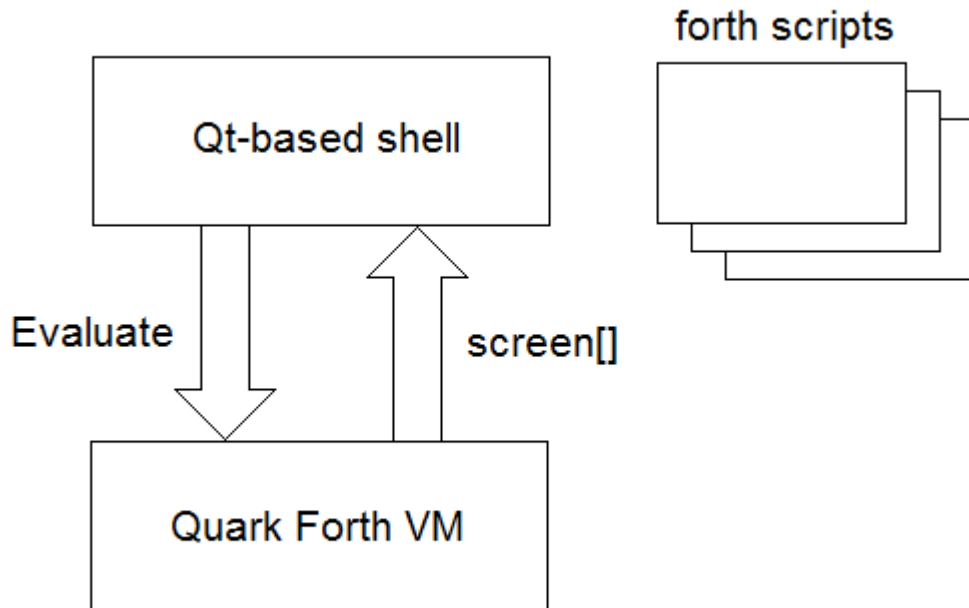 forth scripts
Qt-based shell
Evaluate
screen[]
Quark Forth VM